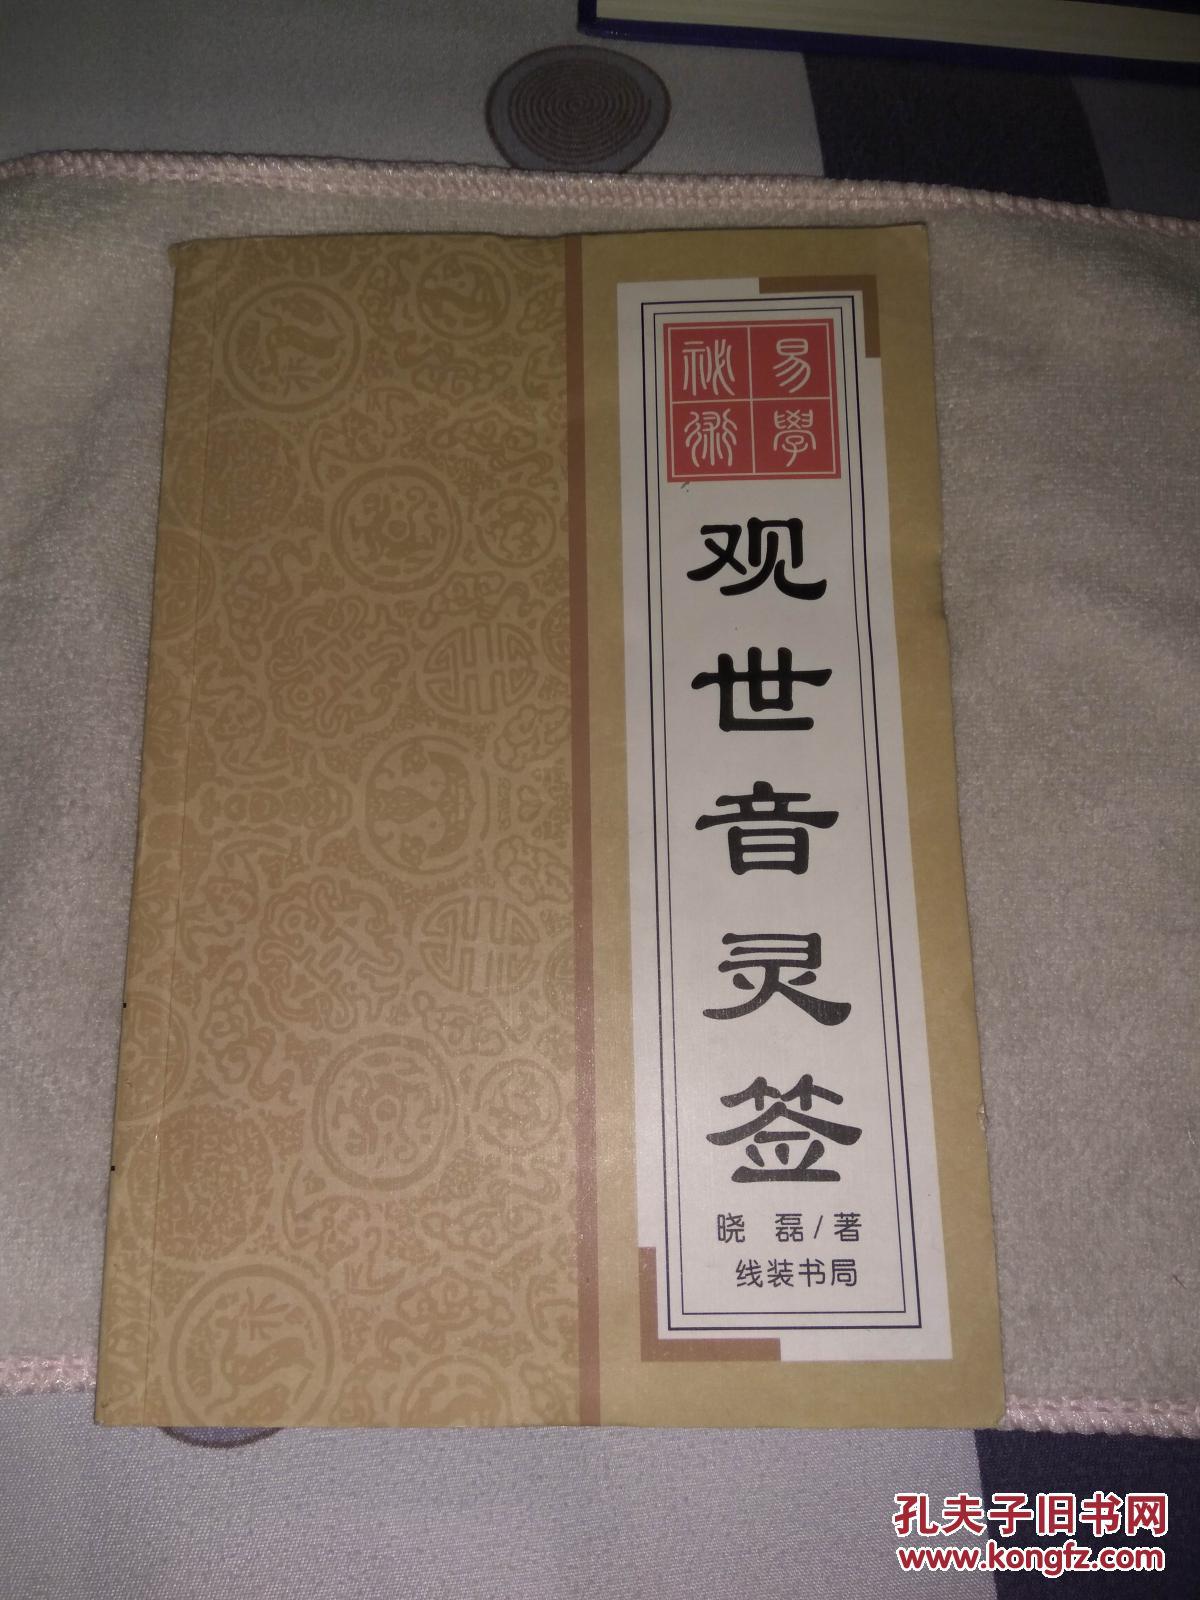 易學
祕術
观世音灵签
晓 磊/著
线装书局
孔夫子旧书网
www.kongfz.com